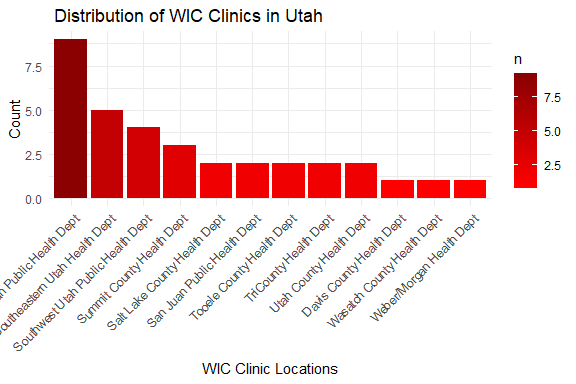 Distribution of WIC Clinics in Utah
n
7.5
5.0
2.5
0.0
Count
7.5
5.0
2.5
Public Health Dept
Southeastern Utah Health Dept
Southwest Utah Public Health Dept
Summit County Health Dept
Salt Lake County Health Dept
San Juan Public Health Dept
Tooele County Health Dept
TriCounty Health Dept
Utah County Health Dept
Davis County Health Dept
Wasatch County Health Dept
Weber/Morgan Health Dept
WIC Clinic Locations